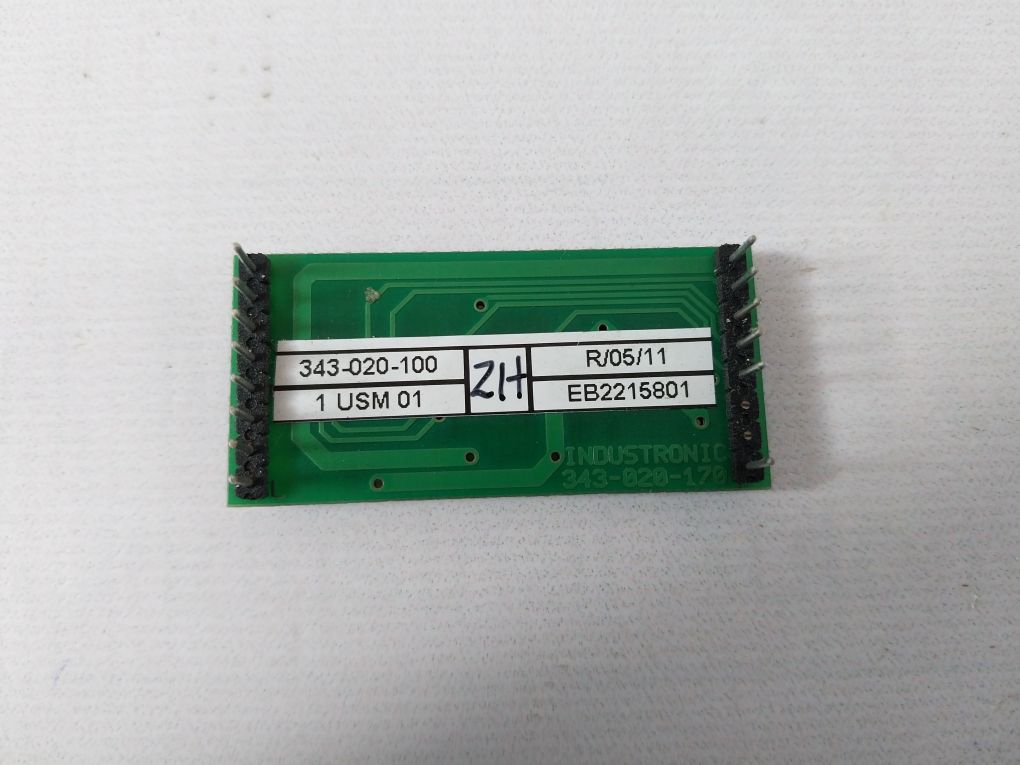 343-020-100
1 USM 01
ZH
R/05/11
EB2215801
INDUSTRONIC
343-020-170